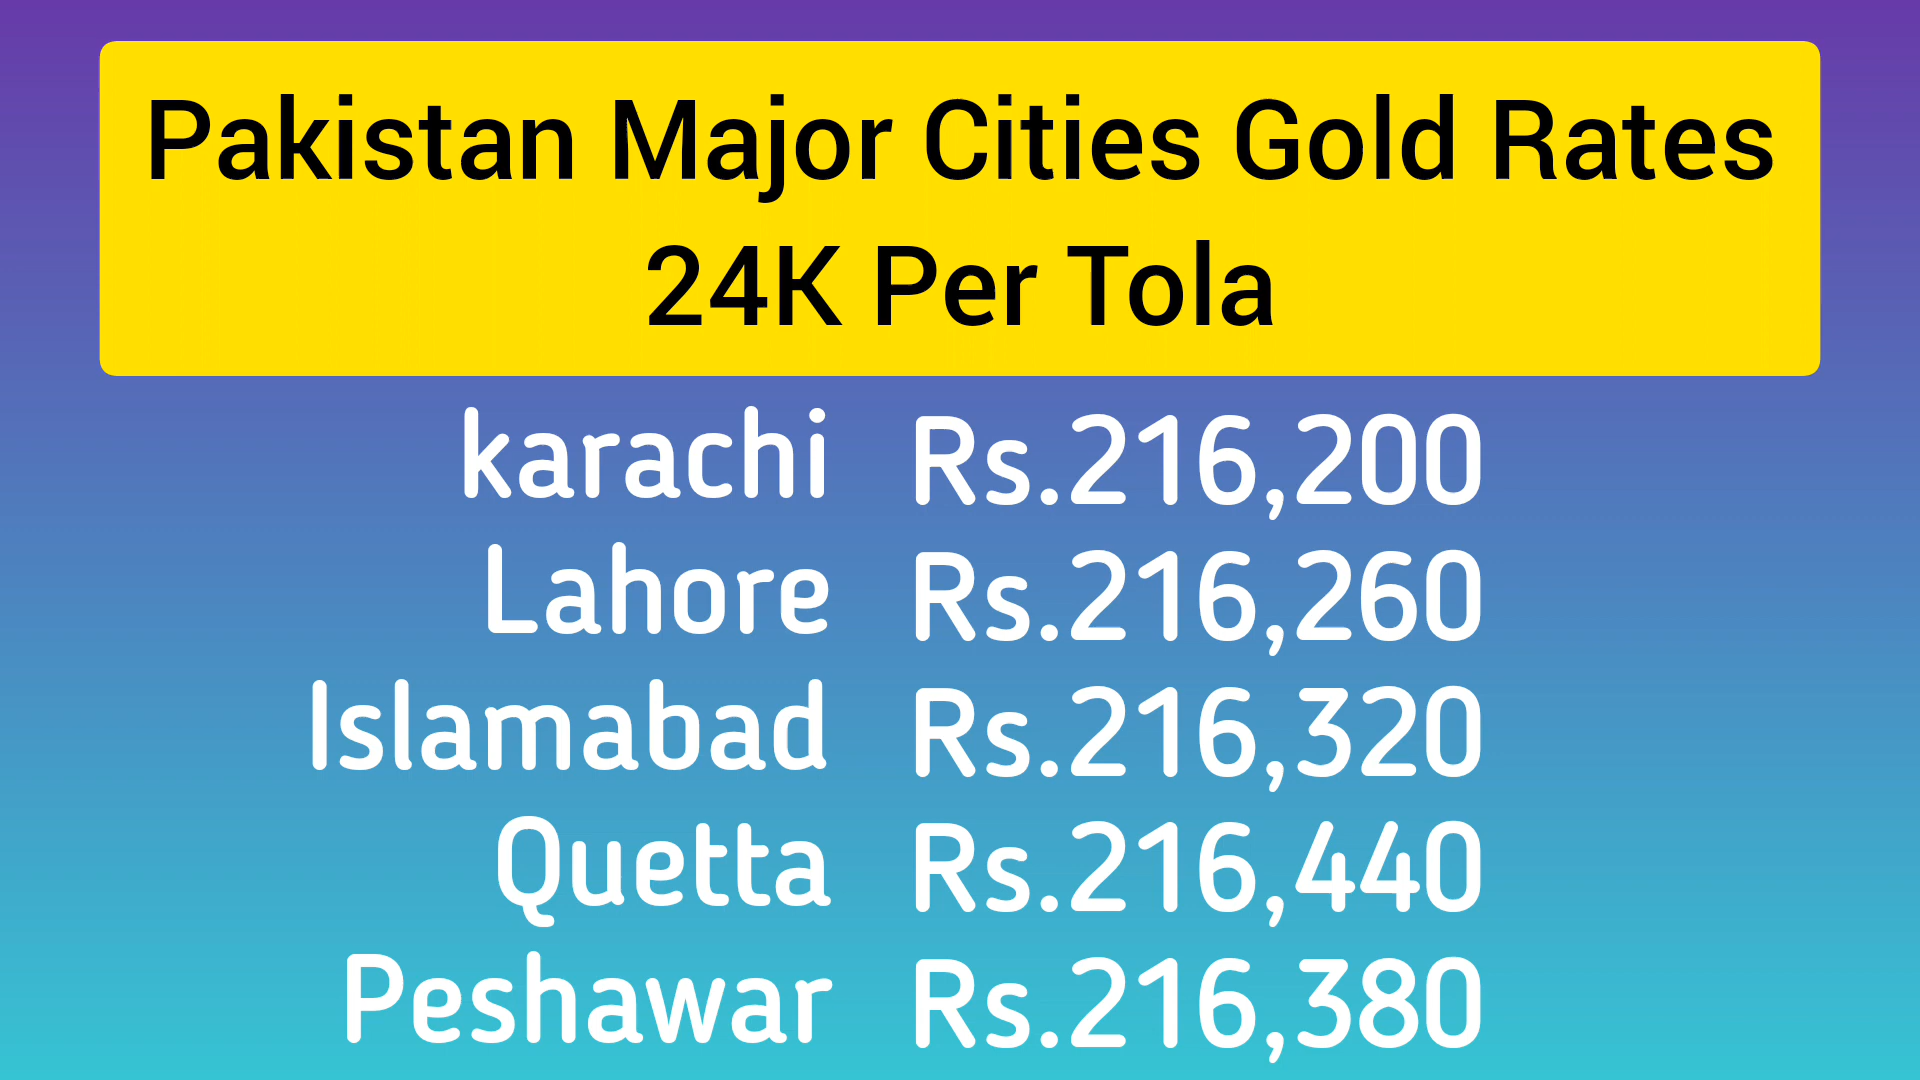 Pakistan Major Cities Gold Rates
24K Per Tola
karachi Rs.216,200
Lahore Rs.216,260
Islamabad Rs.216,320
Quetta Rs.216,440
Peshawar Rs.216,380